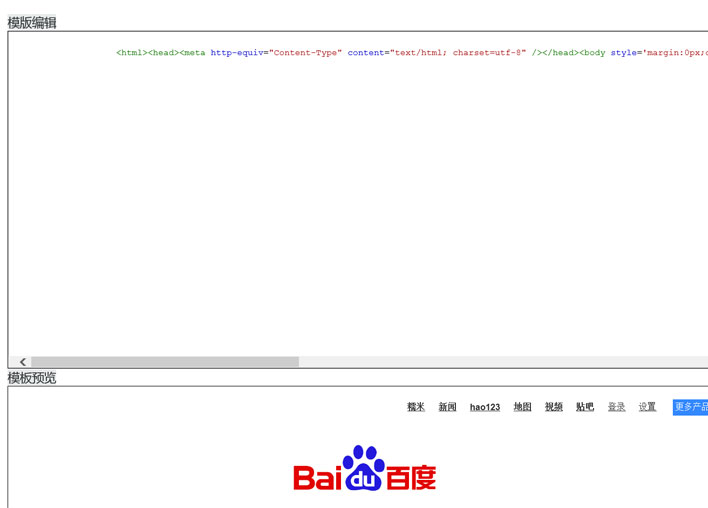 模版编辑
<html><head><meta http-equiv="Content-Type" content="text/html; charset=utf-8" /></head><body style='margin:0px;
模板预览
糯米 新闻 hao123 地图 视频 贴吧 登录 设置 更多产品
Bai du 百度